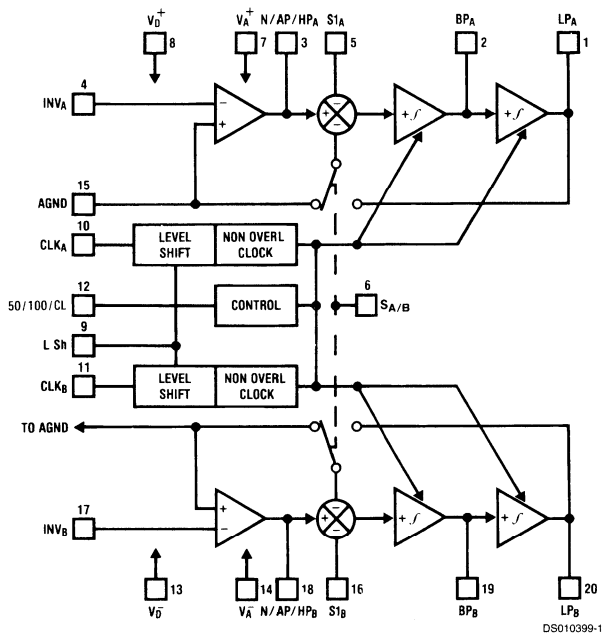 V_D^+ V_A^+ N/AP/HP_A S1_A BP_A LP_A
8 7 3 5 2 1
4
INV_A
− + + − − + ∫ + ∫
15
AGND
10
CLK_A LEVEL SHIFT NON OVERL CLOCK
12
50/100/CL CONTROL 6 S_A/B
9
L Sh
11
CLK_B LEVEL SHIFT NON OVERL CLOCK
TO AGND
17
INV_B
+ − + − − + ∫ + ∫
13 14 18 16 19 20
V_D^- V_A^- N/AP/HP_B S1_B BP_B LP_B
DS010399-1